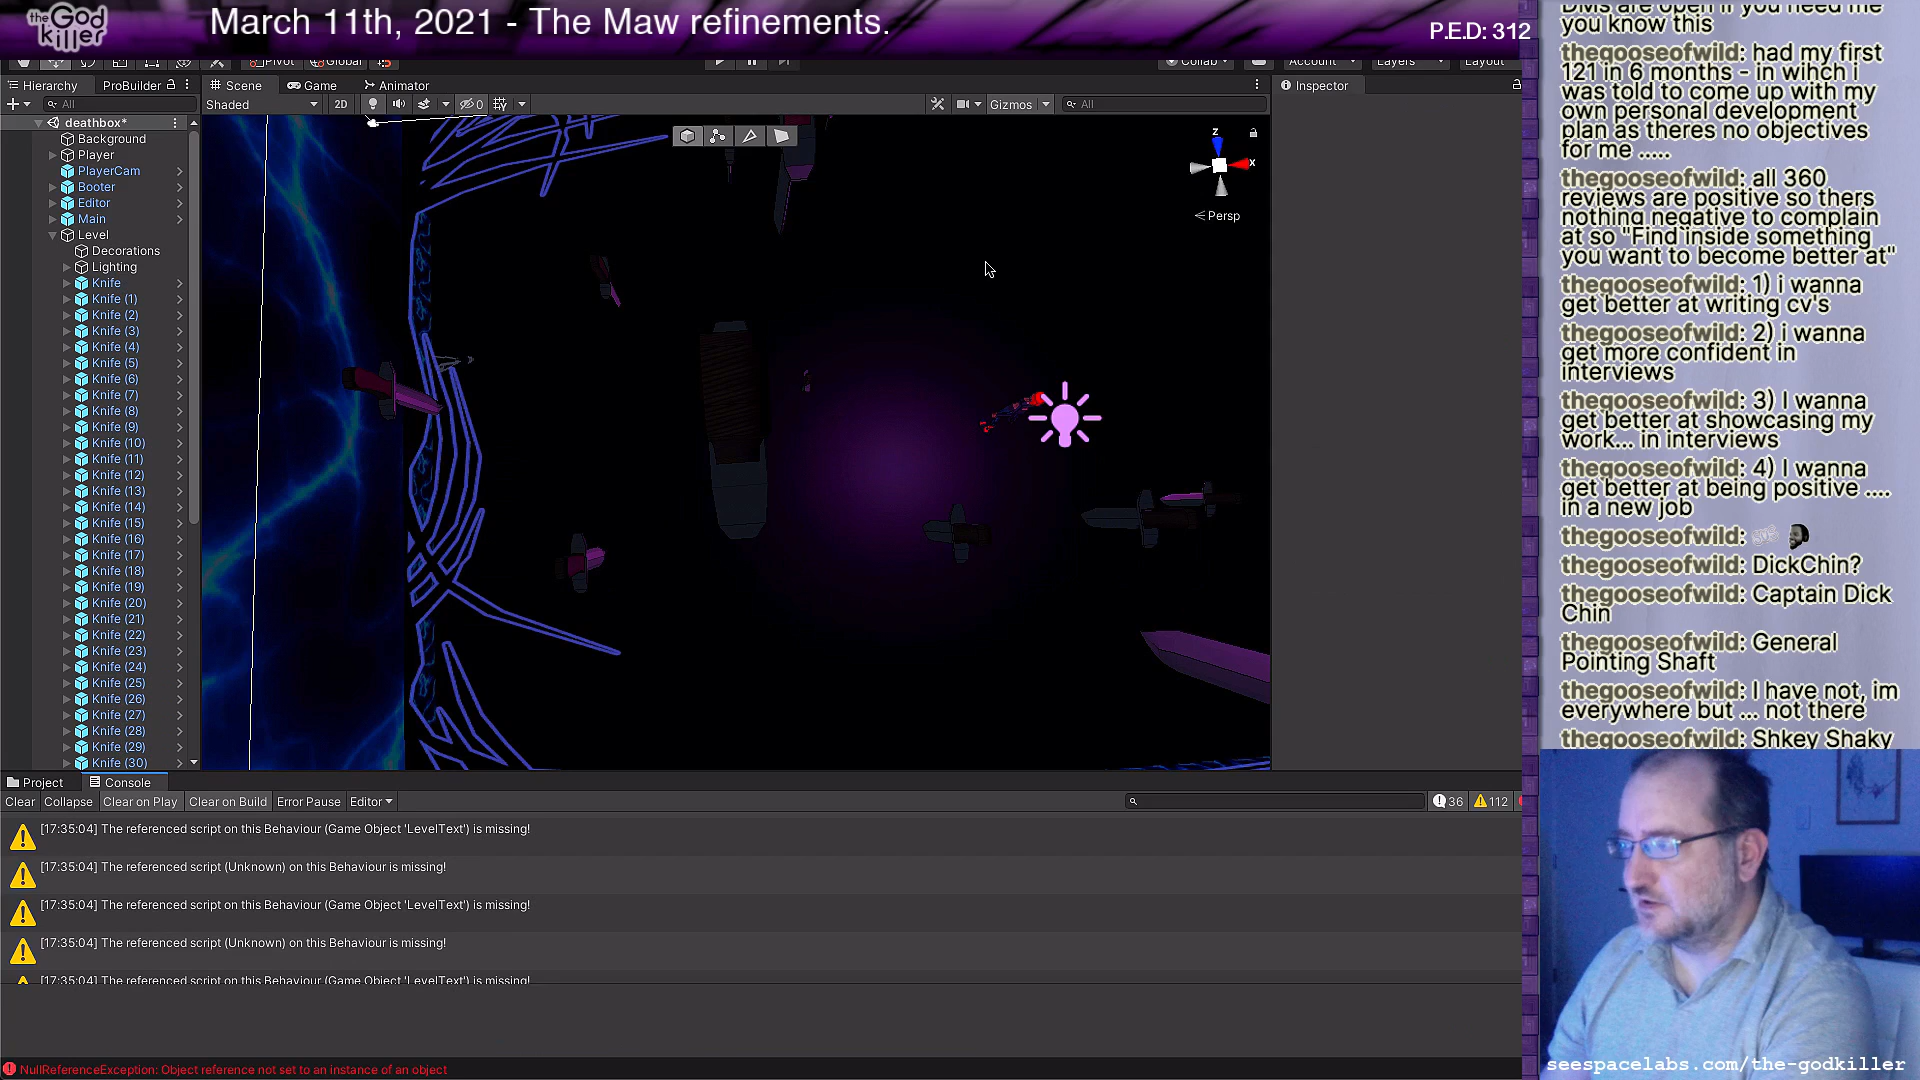 the God killer
March 11th, 2021 - The Maw refinements.
P.E.D: 312
Pivot Global
Collab Account Layers Layout
Hierarchy ProBuilder
Scene Game Animator
Inspector
All
Shaded 2D 0 Gizmos All
deathbox*
Background
Player
PlayerCam
Booter
Editor
Main
Level
Decorations
Lighting
Knife
Knife (1)
Knife (2)
Knife (3)
Knife (4)
Knife (5)
Knife (6)
Knife (7)
Knife (8)
Knife (9)
Knife (10)
Knife (11)
Knife (12)
Knife (13)
Knife (14)
Knife (15)
Knife (16)
Knife (17)
Knife (18)
Knife (19)
Knife (20)
Knife (21)
Knife (22)
Knife (23)
Knife (24)
Knife (25)
Knife (26)
Knife (27)
Knife (28)
Knife (29)
Knife (30)
z
x
Persp
Project Console
Clear Collapse Clear on Play Clear on Build Error Pause Editor
36 112
[17:35:04] The referenced script on this Behaviour (Game Object 'LevelText') is missing!
[17:35:04] The referenced script (Unknown) on this Behaviour is missing!
[17:35:04] The referenced script on this Behaviour (Game Object 'LevelText') is missing!
[17:35:04] The referenced script (Unknown) on this Behaviour is missing!
[17:35:04] The referenced script on this Behaviour (Game Object 'LevelText') is missing!
NullReferenceException: Object reference not set to an instance of an object
DMs are open if you need me
you know this
thegooseofwild: had my first
121 in 6 months - in wihch i
was told to come up with my
own personal development
plan as theres no objectives
for me .....
thegooseofwild: all 360
reviews are positive so thers
nothing negative to complain
at so "Find inside something
you want to become better at"
thegooseofwild: 1) i wanna
get better at writing cv's
thegooseofwild: 2) i wanna
get more confident in
interviews
thegooseofwild: 3) I wanna
get better at showcasing my
work... in interviews
thegooseofwild: 4) I wanna
get better at being positive ....
in a new job
thegooseofwild:
thegooseofwild: DickChin?
thegooseofwild: Captain Dick
Chin
thegooseofwild: General
Pointing Shaft
thegooseofwild: I have not, im
everywhere but ... not there
thegooseofwild: Shkey Shaky
seespacelabs.com/the-godkiller